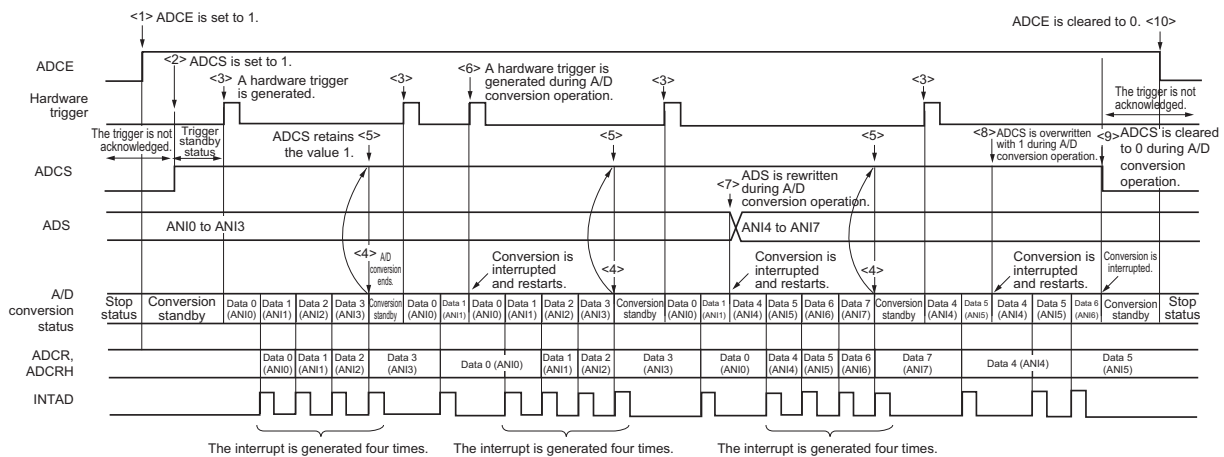 <1> ADCE is set to 1.
ADCE is cleared to 0. <10>
ADCE
<2> ADCS is set to 1.
<3> A hardware trigger
is generated.
<3>
<6> A hardware trigger is
generated during A/D
conversion operation.
<3>
<3>
Hardware
trigger
The trigger is not
acknowledged.
Trigger
standby
status
ADCS retains <5>
the value 1.
<5>
<5>
<8> ADCS is overwritten
with 1 during A/D
conversion operation.
The trigger is not
acknowledged.
<9> ADCS is cleared
to 0 during A/D
conversion
operation.
ADCS
<7> ADS is rewritten
during A/D
conversion operation.
ADS
ANI0 to ANI3
ANI4 to ANI7
<4> A/D
conversion
ends.
Conversion is
interrupted
and restarts.
<4>
Conversion is
interrupted
and restarts.
<4>
Conversion is
interrupted
and restarts.
Conversion is
interrupted.
A/D
conversion
status
Stop
status
Conversion
standby
Data 0
(ANI0)
Data 1
(ANI1)
Data 2
(ANI2)
Data 3
(ANI3)
Conversion
standby
Data 0
(ANI0)
Data 1
(ANI1)
Data 0
(ANI0)
Data 1
(ANI1)
Data 2
(ANI2)
Data 3
(ANI3)
Conversion
standby
Data 0
(ANI0)
Data 1
(ANI1)
Data 4
(ANI4)
Data 5
(ANI5)
Data 6
(ANI6)
Data 7
(ANI7)
Conversion
standby
Data 4
(ANI4)
Data 5
(ANI5)
Data 4
(ANI4)
Data 5
(ANI5)
Data 6
(ANI6)
Conversion
standby
Stop
status
ADCR,
ADCRH
Data 0
(ANI0)
Data 1
(ANI1)
Data 2
(ANI2)
Data 3
(ANI3)
Data 0 (ANI0)
Data 1
(ANI1)
Data 2
(ANI2)
Data 3
(ANI3)
Data 0
(ANI0)
Data 4
(ANI4)
Data 5
(ANI5)
Data 6
(ANI6)
Data 7
(ANI7)
Data 4 (ANI4)
Data 5
(ANI5)
INTAD
The interrupt is generated four times.
The interrupt is generated four times.
The interrupt is generated four times.